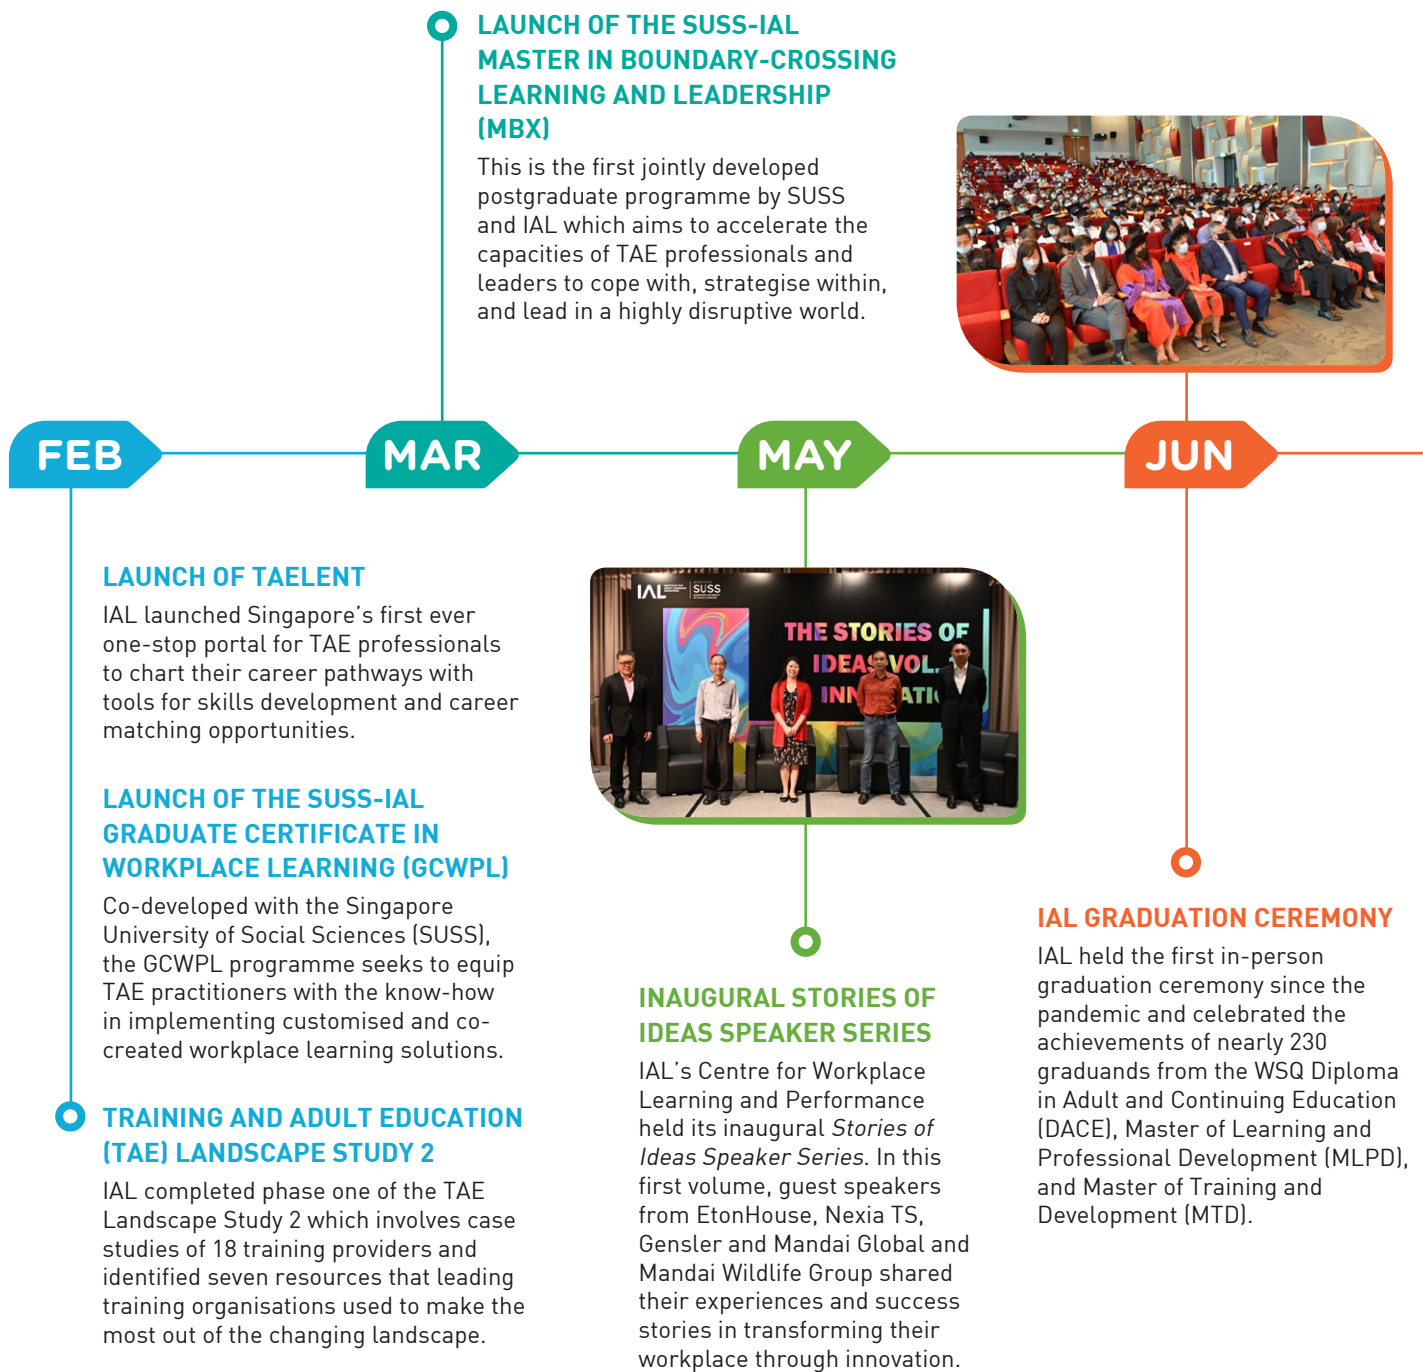 LAUNCH OF THE SUSS-IAL
MASTER IN BOUNDARY-CROSSING
LEARNING AND LEADERSHIP
(MBX)
This is the first jointly developed
postgraduate programme by SUSS
and IAL which aims to accelerate the
capacities of TAE professionals and
leaders to cope with, strategise within,
and lead in a highly disruptive world.
FEB
MAR
MAY
JUN
LAUNCH OF TAELENT
IAL launched Singapore's first ever
one-stop portal for TAE professionals
to chart their career pathways with
tools for skills development and career
matching opportunities.
LAUNCH OF THE SUSS-IAL
GRADUATE CERTIFICATE IN
WORKPLACE LEARNING (GCWPL)
Co-developed with the Singapore
University of Social Sciences (SUSS),
the GCWPL programme seeks to equip
TAE practitioners with the know-how
in implementing customised and co-
created workplace learning solutions.
TRAINING AND ADULT EDUCATION
(TAE) LANDSCAPE STUDY 2
IAL completed phase one of the TAE
Landscape Study 2 which involves case
studies of 18 training providers and
identified seven resources that leading
training organisations used to make the
most out of the changing landscape.
IAL
SUSS
THE STORIES OF
IDEAS VOL.
INAUGURAL STORIES OF
IDEAS SPEAKER SERIES
IAL's Centre for Workplace
Learning and Performance
held its inaugural Stories of
Ideas Speaker Series. In this
first volume, guest speakers
from EtonHouse, Nexia TS,
Gensler and Mandai Global and
Mandai Wildlife Group shared
their experiences and success
stories in transforming their
workplace through innovation.
IAL GRADUATION CEREMONY
IAL held the first in-person
graduation ceremony since the
pandemic and celebrated the
achievements of nearly 230
graduands from the WSQ Diploma
in Adult and Continuing Education
(DACE), Master of Learning and
Professional Development (MLPD),
and Master of Training and
Development (MTD).